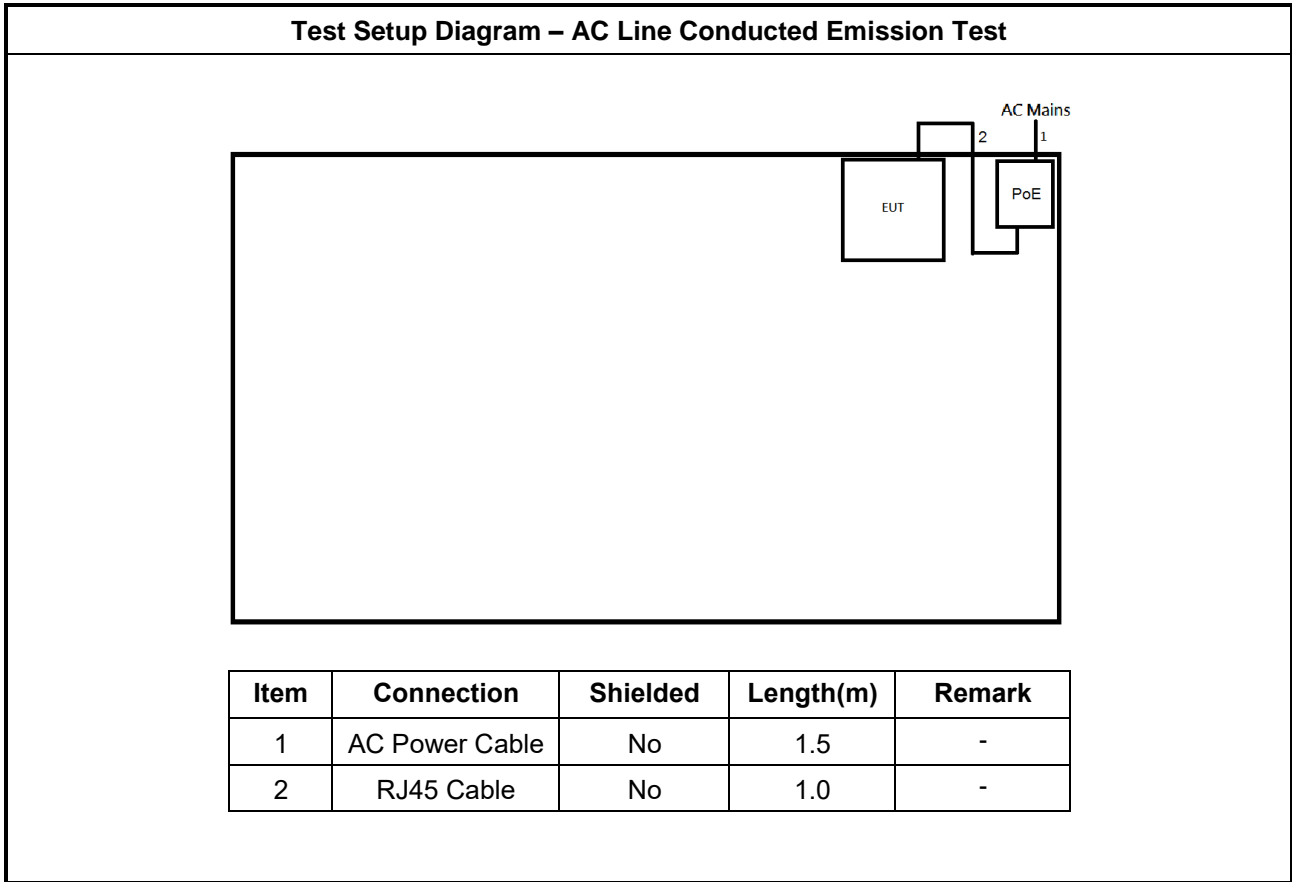 Test Setup Diagram – AC Line Conducted Emission Test
AC Mains
2
1
EUT
PoE
Item Connection Shielded Length(m) Remark
1 AC Power Cable No 1.5 -
2 RJ45 Cable No 1.0 -